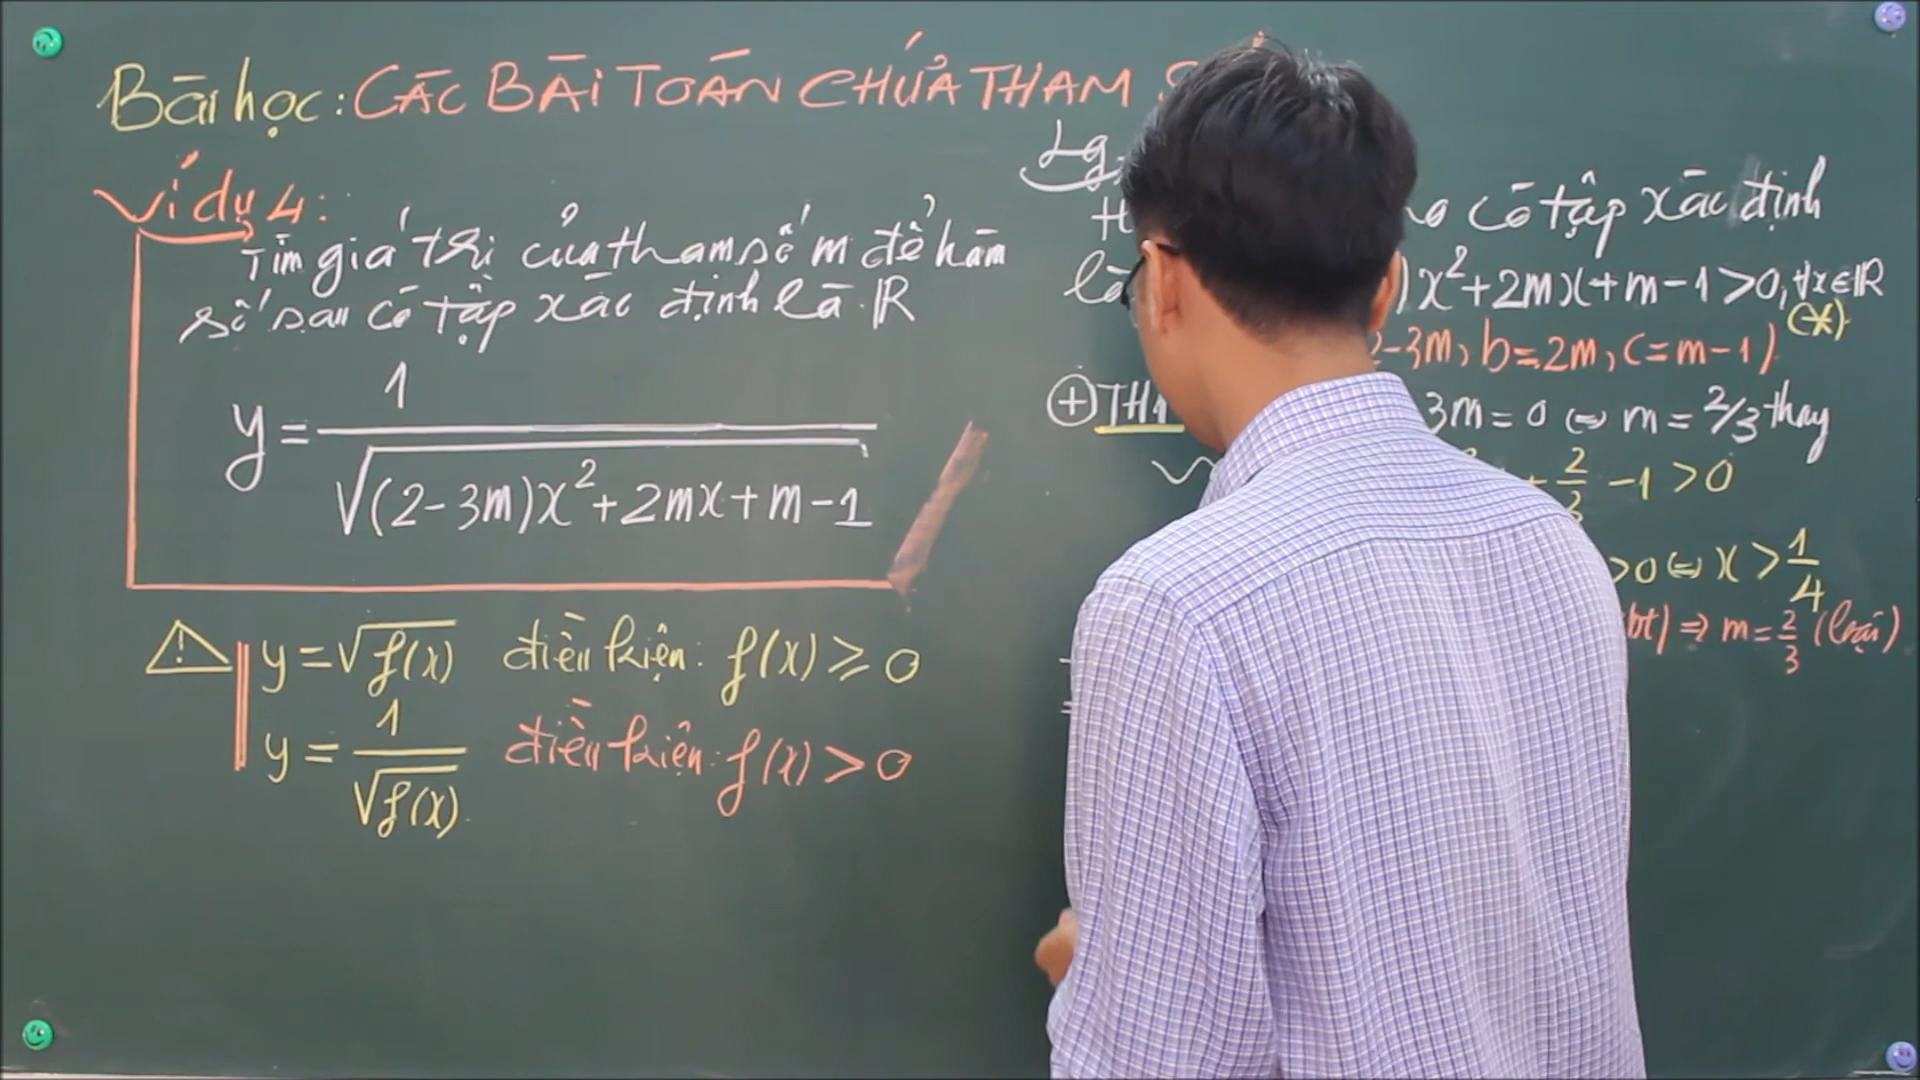 Bài học: CÁC BÀI TOÁN CHỨA THAM
Ví dụ 4:
Tìm giá trị của tham số m để hàm
số sau có tập xác định là R
y = 1 / √((2-3m)x²+2mx+m-1)
y = √f(x) điều kiện: f(x) ≥ 0
y = 1/√f(x) điều kiện: f(x) > 0
có tập xác định
)x²+2mx+m-1>0, ∀x∈R
(*)
-3m, b=2m, c=m-1)
⊕ TH1
3m=0 ⇔ m=2/3 thay
+ 2/3 -1 >0
>0 ⇔ x > 1/4
bt) ⇒ m = 2/3 (loại)